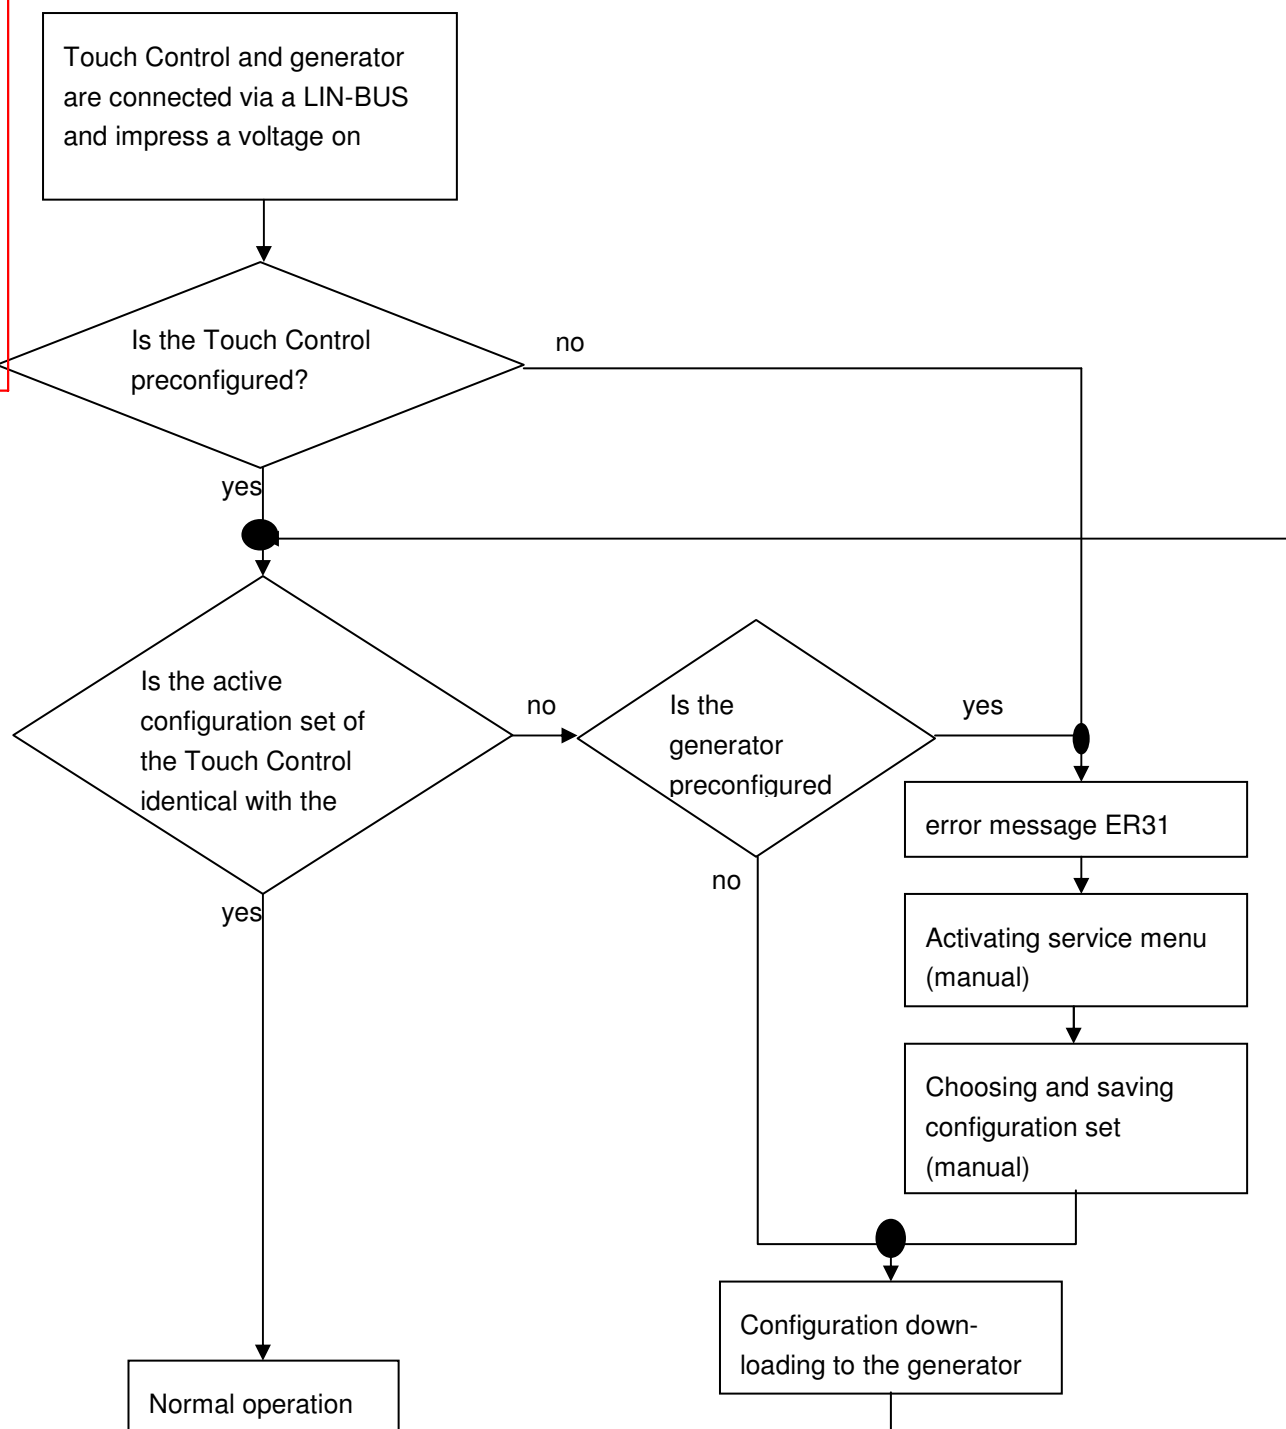 Touch Control and generator
are connected via a LIN-BUS
and impress a voltage on
Is the Touch Control
preconfigured?
no
yes
Is the active
configuration set of
the Touch Control
identical with the
no
Is the
generator
preconfigured
yes
error message ER31
no
yes
Activating service menu
(manual)
Choosing and saving
configuration set
(manual)
Configuration down-
loading to the generator
Normal operation